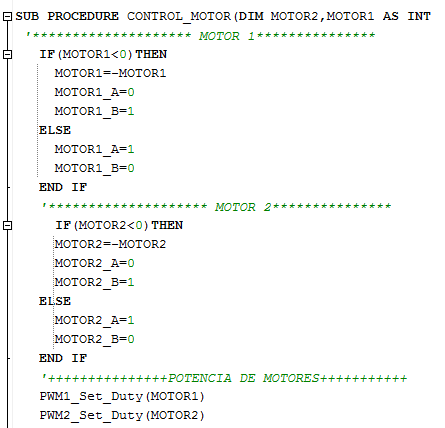 SUB PROCEDURE CONTROL_MOTOR(DIM MOTOR2,MOTOR1 AS INT
'********************* MOTOR 1****************
IF(MOTOR1<0)THEN
MOTOR1=-MOTOR1
MOTOR1_A=0
MOTOR1_B=1
ELSE
MOTOR1_A=1
MOTOR1_B=0
END IF
'********************* MOTOR 2****************
IF(MOTOR2<0)THEN
MOTOR2=-MOTOR2
MOTOR2_A=0
MOTOR2_B=1
ELSE
MOTOR2_A=1
MOTOR2_B=0
END IF
'++++++++++++++++POTENCIA DE MOTORES++++++++++++
PWM1_Set_Duty(MOTOR1)
PWM2_Set_Duty(MOTOR2)